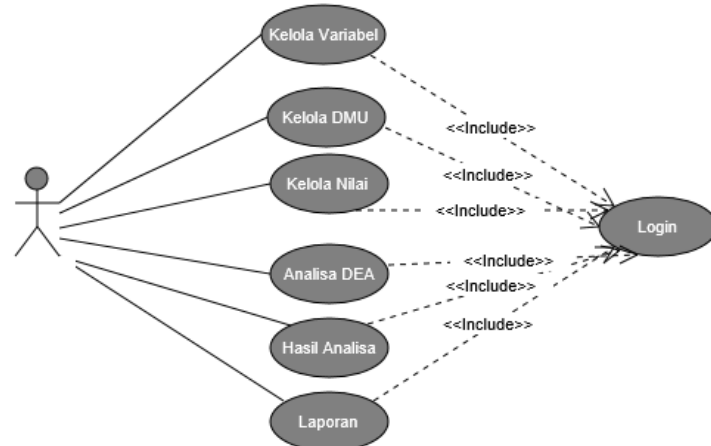 Kelola Variabel
Kelola DMU
<<Include>>
Kelola Nilai
<<Include>>
<<Include>>
Login
Analisa DEA
<<Include>>
<<Include>>
Hasil Analisa
<<Include>>
Laporan